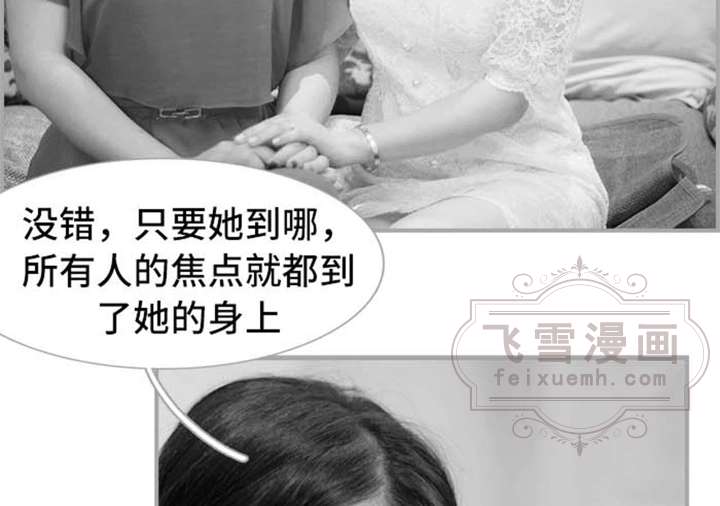 没错，只要她到哪，
所有人的焦点就都到
了她的身上
飞雪漫画
feixuemh.com